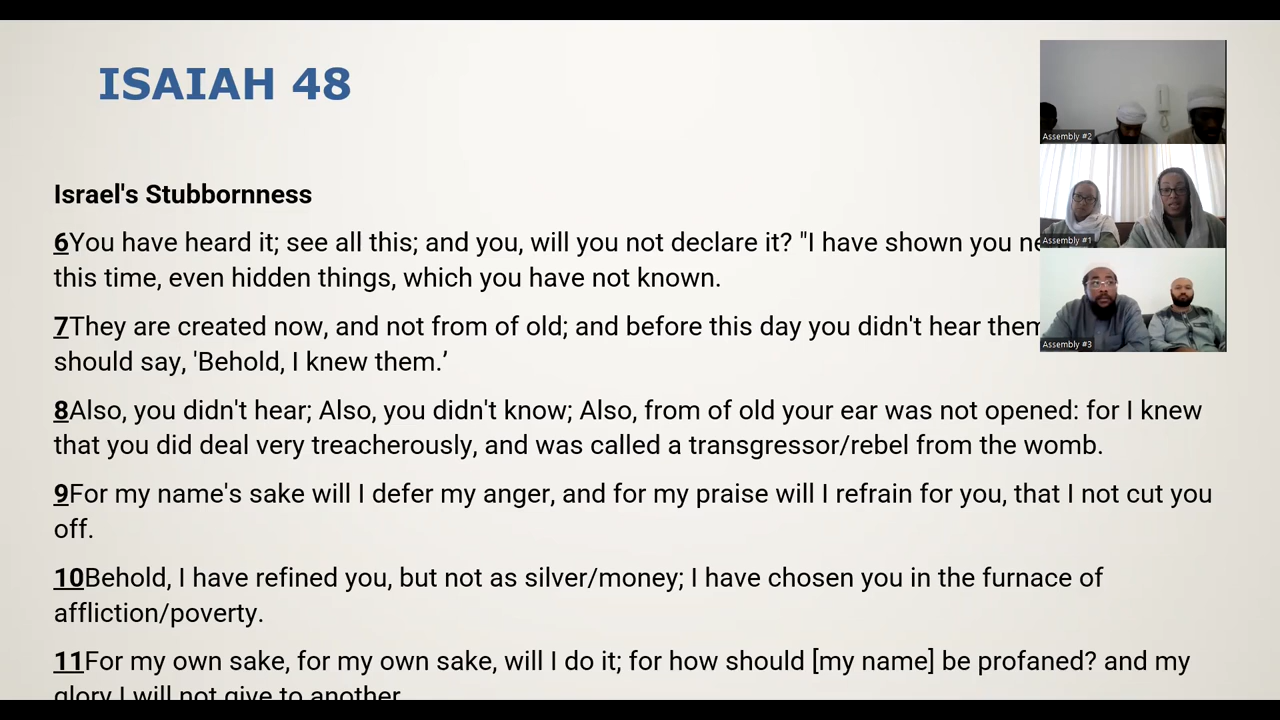 ISAIAH 48
Assembly #2
Israel's Stubbornness
Assembly #1
6You have heard it; see all this; and you, will you not declare it? "I have shown you
this time, even hidden things, which you have not known.
7They are created now, and not from of old; and before this day you didn't hear them
Assembly #3
should say, 'Behold, I knew them.’
8Also, you didn't hear; Also, you didn't know; Also, from of old your ear was not opened: for I knew
that you did deal very treacherously, and was called a transgressor/rebel from the womb.
9For my name's sake will I defer my anger, and for my praise will I refrain for you, that I not cut you
off.
10Behold, I have refined you, but not as silver/money; I have chosen you in the furnace of
affliction/poverty.
11For my own sake, for my own sake, will I do it; for how should [my name] be profaned? and my
glory I will not give to another